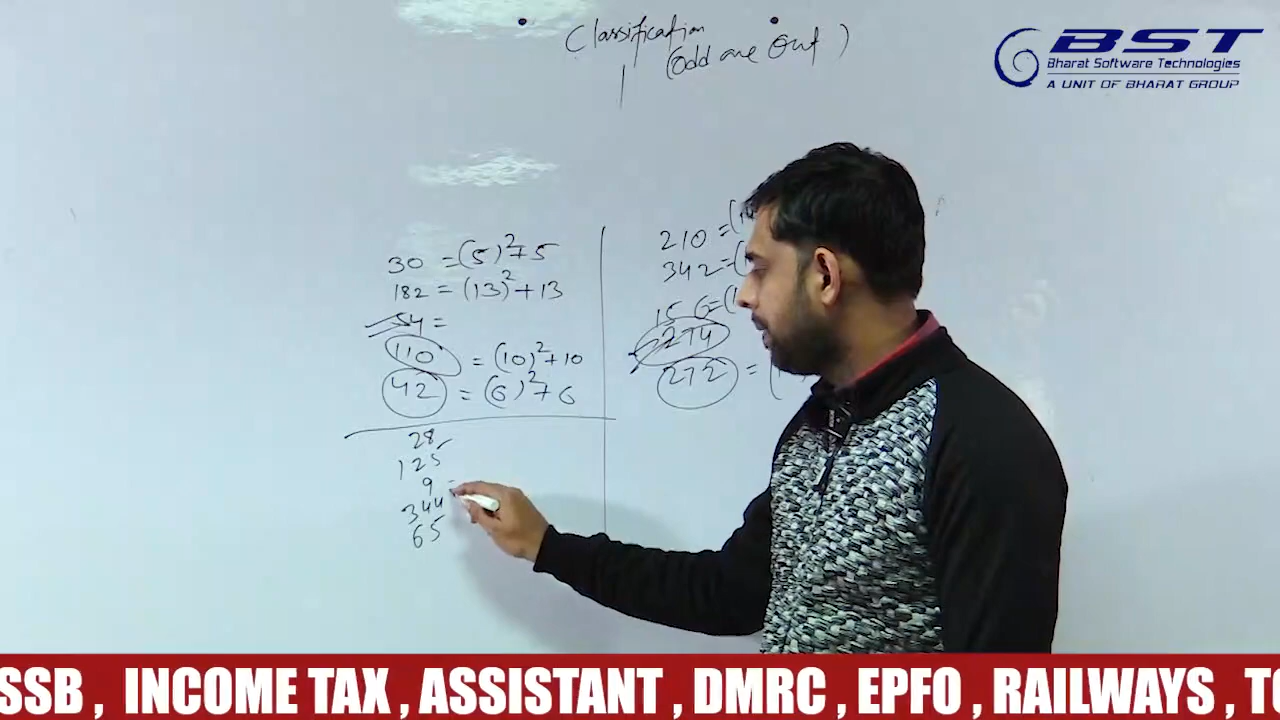 (Classification
(Odd one Out)
BST
Bharat Software Technologies
A UNIT OF BHARAT GROUP
30 = (5)²+5
182 = (13)²+13
54 =
110 = (10)²+10
42 = (6)²+6
210 =
342 =
156 =
274
272 =
28
125
9
344
65
SSB , INCOME TAX , ASSISTANT , DMRC , EPFO , RAILWAYS ,